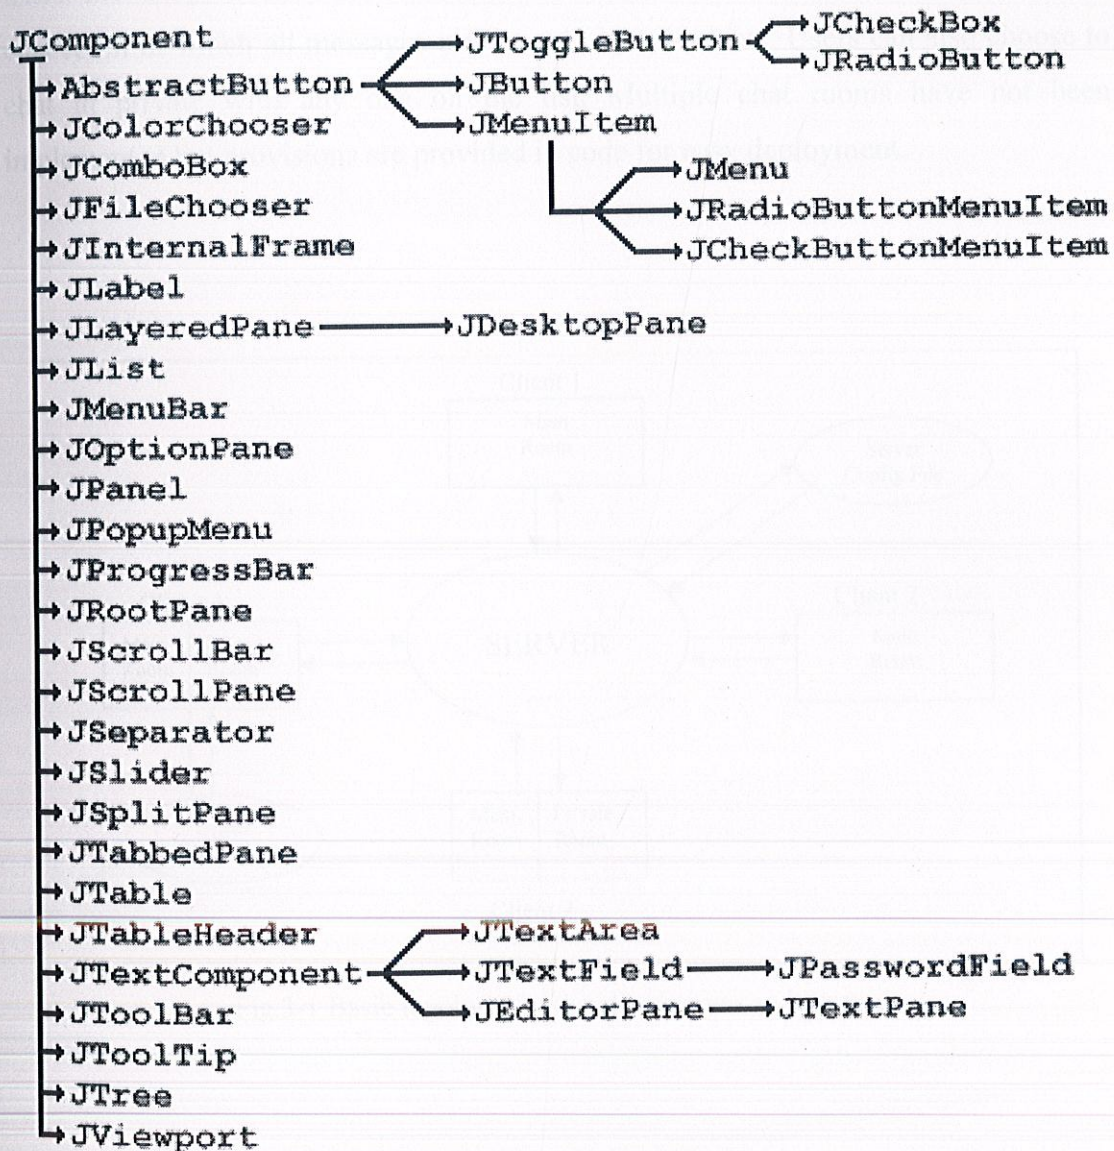 JComponent
AbstractButton JToggleButton JCheckBox
JRadioButton
JButton
JColorChooser JMenuItem
JComboBox JMenu
JFileChooser JRadioButtonMenuItem
JInternalFrame JCheckButtonMenuItem
JLabel
JLayeredPane JDesktopPane
JList
JMenuBar
JOptionPane
JPanel
JPopupMenu
JProgressBar
JRootPane
JScrollBar
JScrollPane
JSeparator
JSlider
JSplitPane
JTabbedPane
JTable
JTableHeader JTextArea
JTextComponent JTextField JPasswordField
JToolBar JEditorPane JTextPane
JToolTip
JTree
JViewport
SERVER